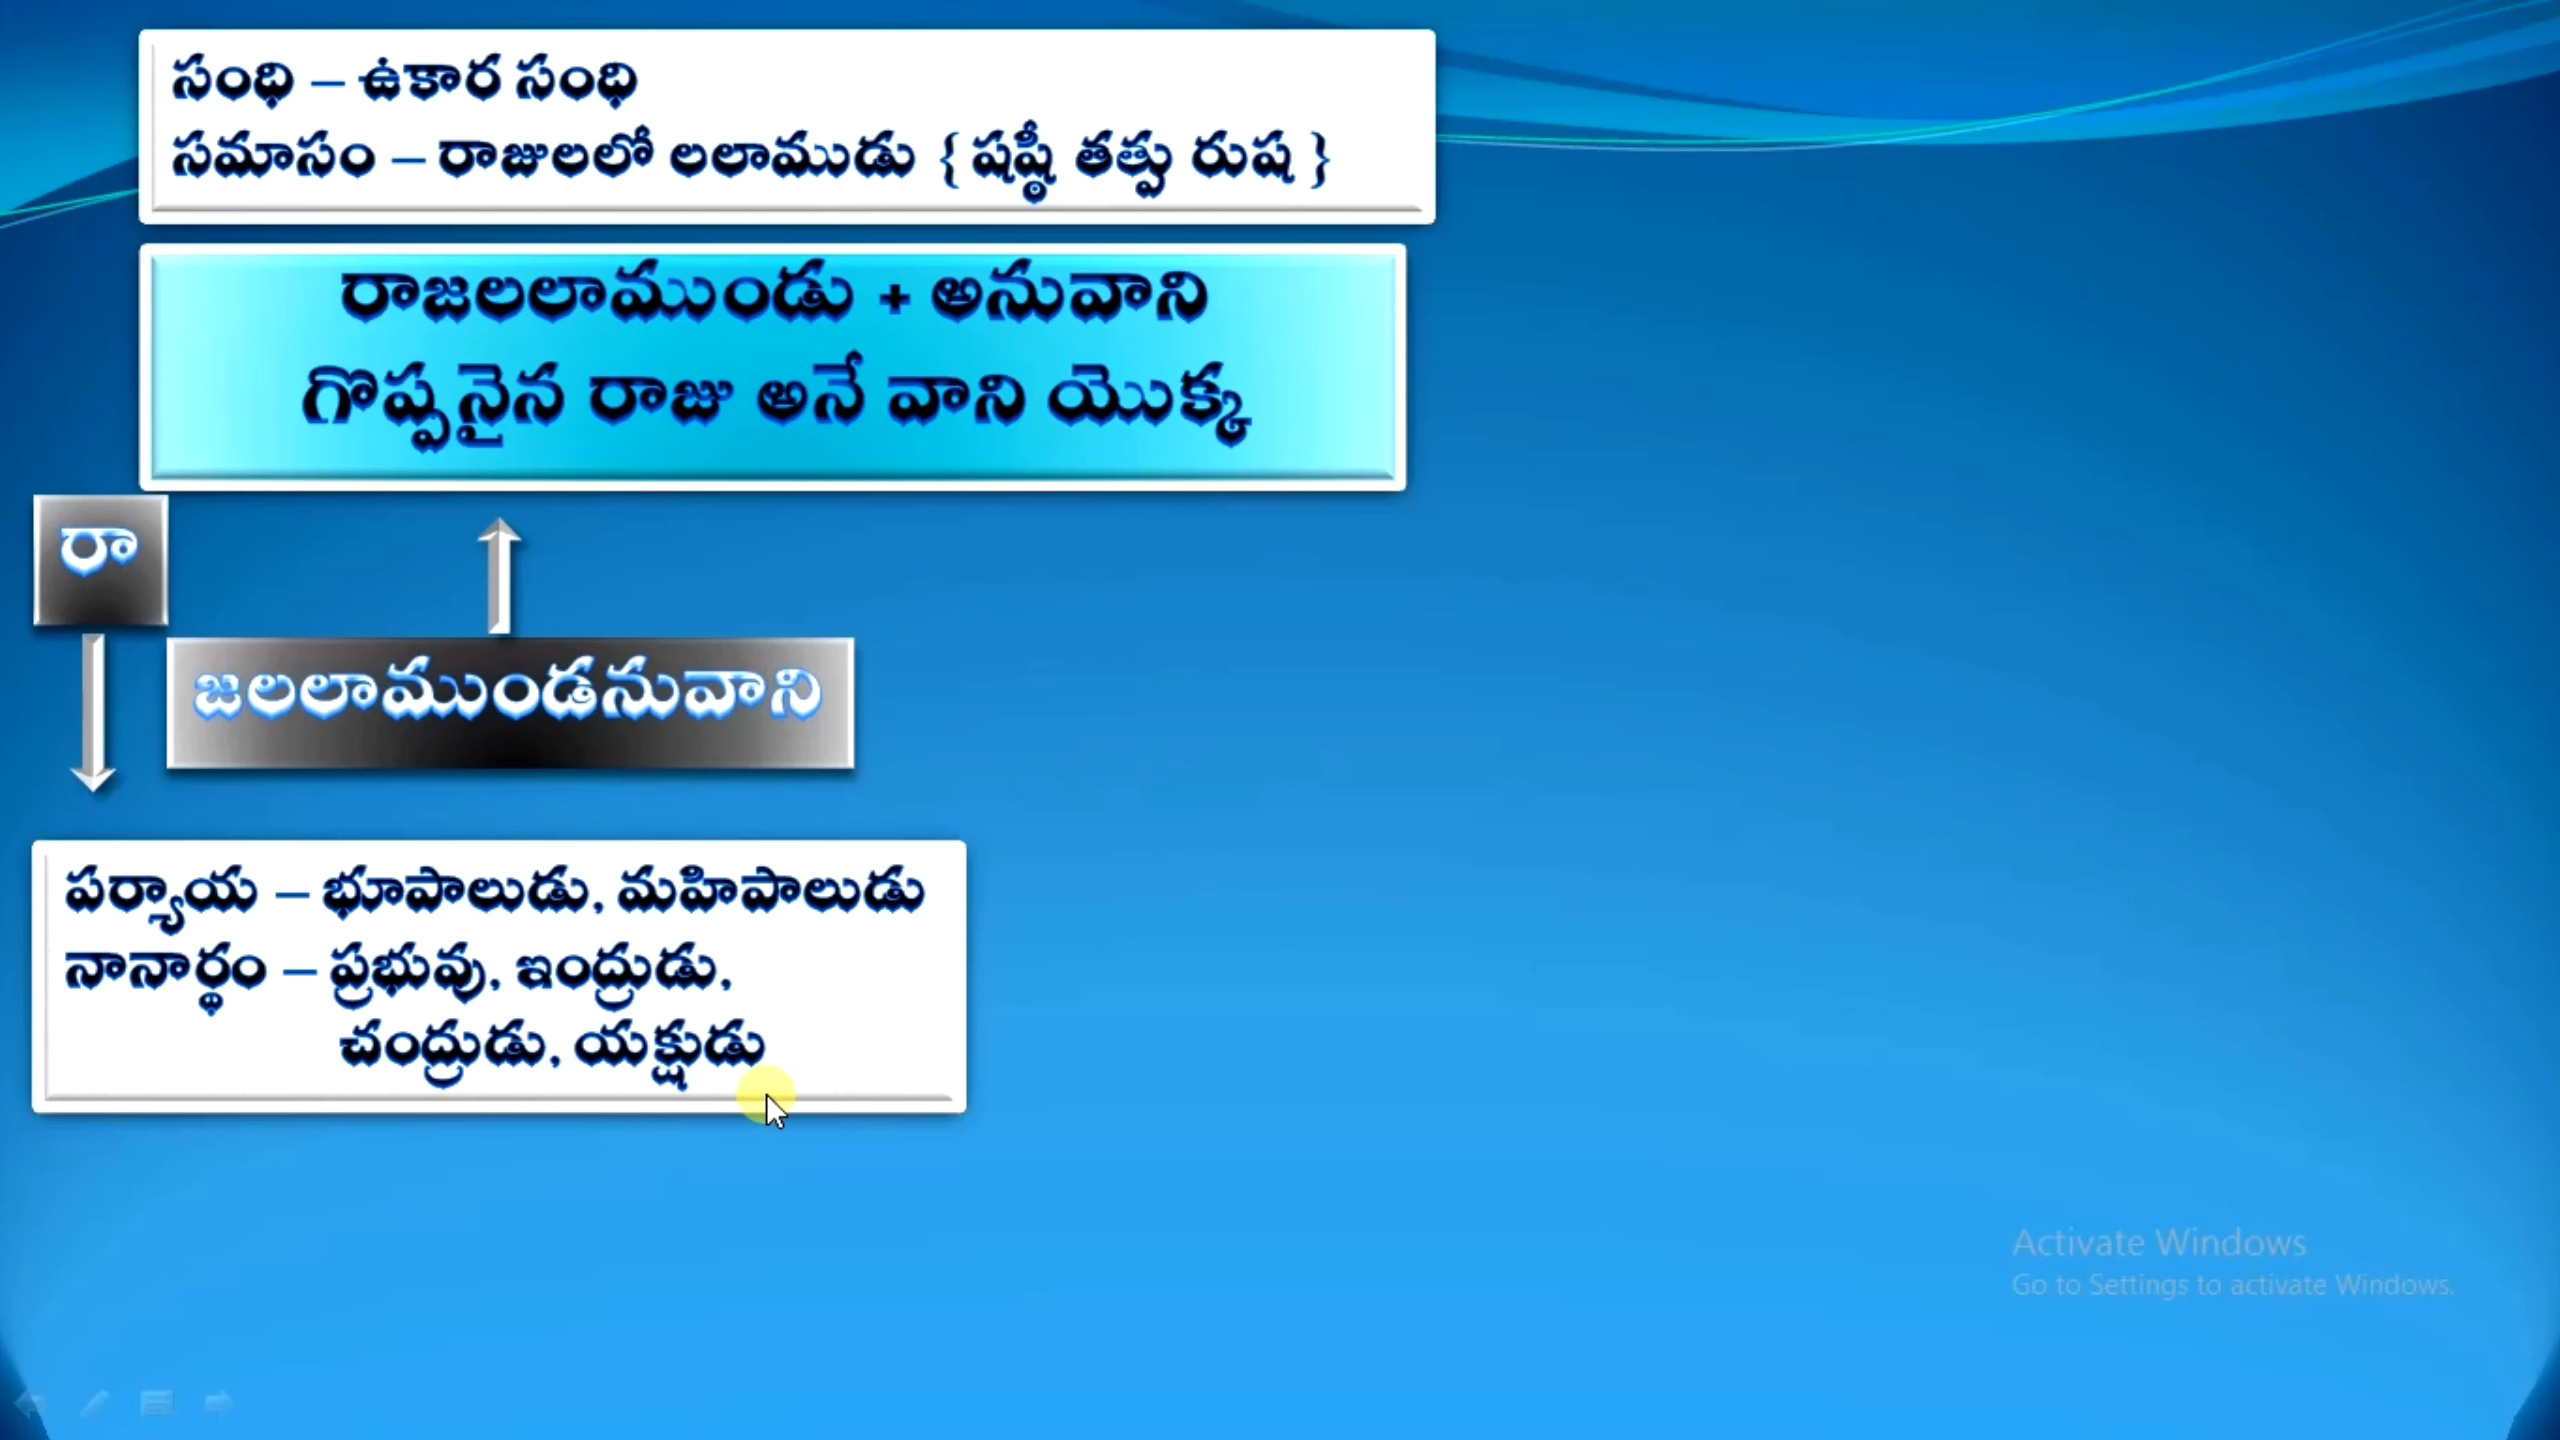 సంధి – ఉకార సంధి
సమాసం – రాజులలో లలాముడు { షష్ఠీ తత్పు రుష }
రాజలలాముండు + అనువాని
గొప్పనైన రాజు అనే వాని యొక్క
రా
జలలాముండనువాని
పర్యాయ – భూపాలుడు, మహిపాలుడు
నానార్థం – ప్రభువు, ఇంద్రుడు,
చంద్రుడు, యక్షుడు
Activate Windows
Go to Settings to activate Windows.